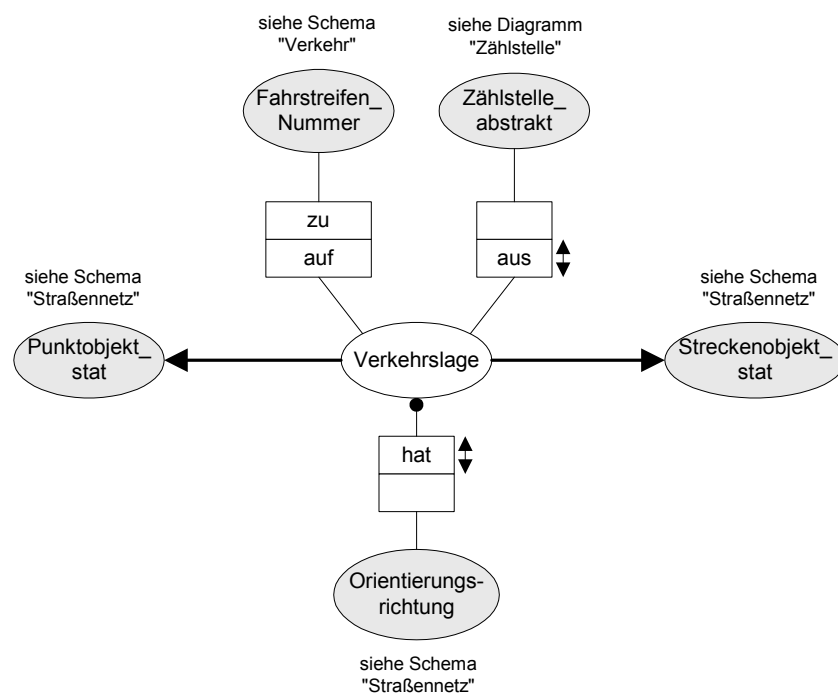 siehe Schema
"Verkehr"
siehe Diagramm
"Zählstelle"
Fahrstreifen_
Nummer
Zählstelle_
abstrakt
zu
auf
aus
siehe Schema
"Straßennetz"
siehe Schema
"Straßennetz"
Punktobjekt_
stat
Verkehrslage
Streckenobjekt_
stat
hat
Orientierungs-
richtung
siehe Schema
"Straßennetz"